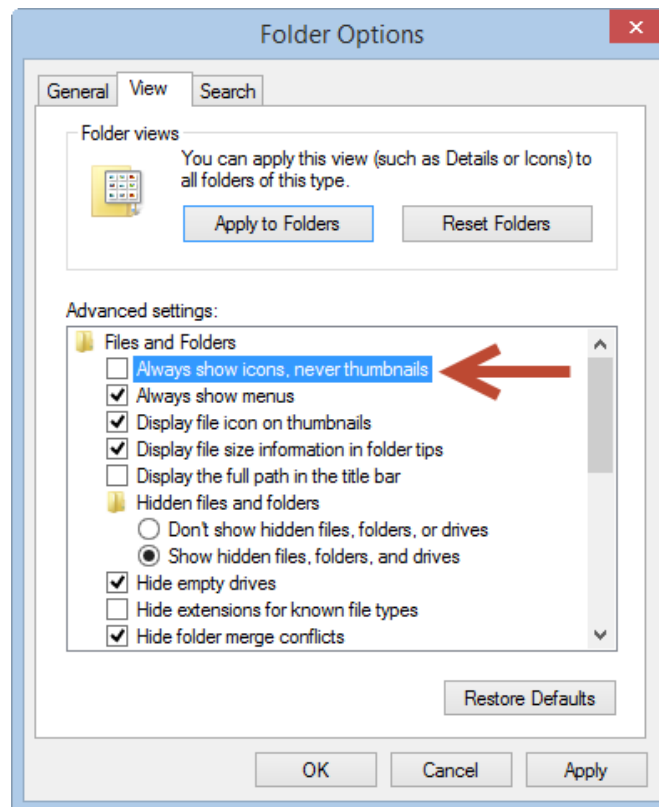 Folder Options
General View Search
Folder views
You can apply this view (such as Details or Icons) to
all folders of this type.
Apply to Folders Reset Folders
Advanced settings:
Files and Folders
Always show icons, never thumbnails
Always show menus
Display file icon on thumbnails
Display file size information in folder tips
Display the full path in the title bar
Hidden files and folders
Don't show hidden files, folders, or drives
Show hidden files, folders, and drives
Hide empty drives
Hide extensions for known file types
Hide folder merge conflicts
Restore Defaults
OK Cancel Apply